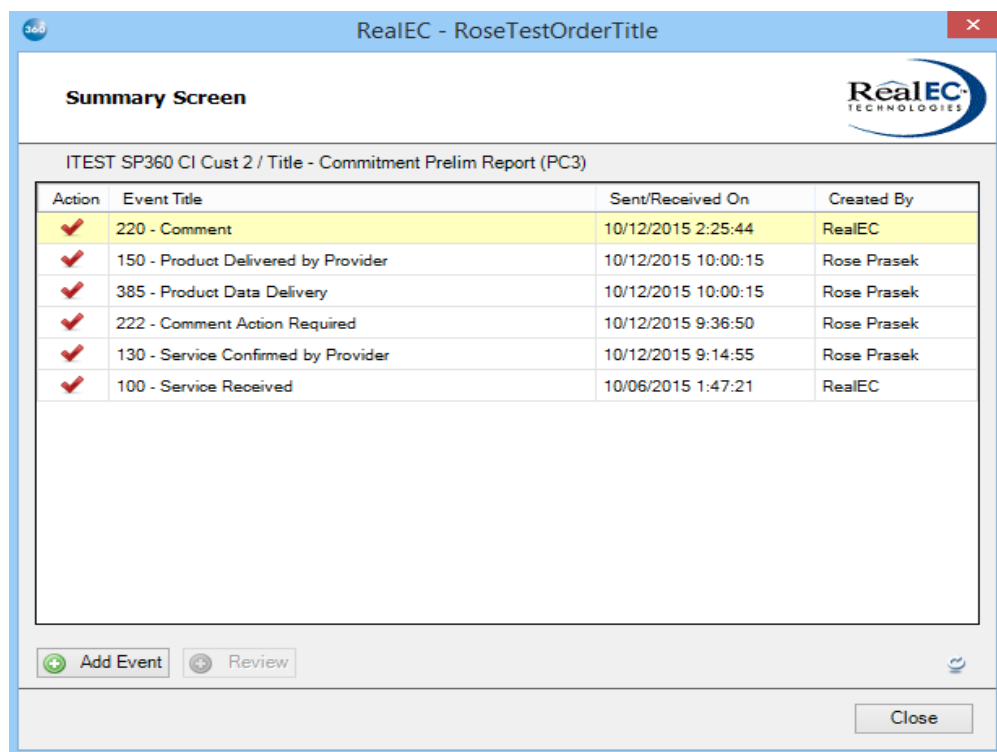 360
RealEC - RoseTestOrderTitle
Summary Screen
RealEC
TECHNOLOGIES
ITEST SP360 CI Cust 2 / Title - Commitment Prelim Report (PC3)
Action Event Title Sent/Received On Created By
220 - Comment 10/12/2015 2:25:44 RealEC
150 - Product Delivered by Provider 10/12/2015 10:00:15 Rose Prasek
385 - Product Data Delivery 10/12/2015 10:00:15 Rose Prasek
222 - Comment Action Required 10/12/2015 9:36:50 Rose Prasek
130 - Service Confirmed by Provider 10/12/2015 9:14:55 Rose Prasek
100 - Service Received 10/06/2015 1:47:21 RealEC
Add Event Review
Close